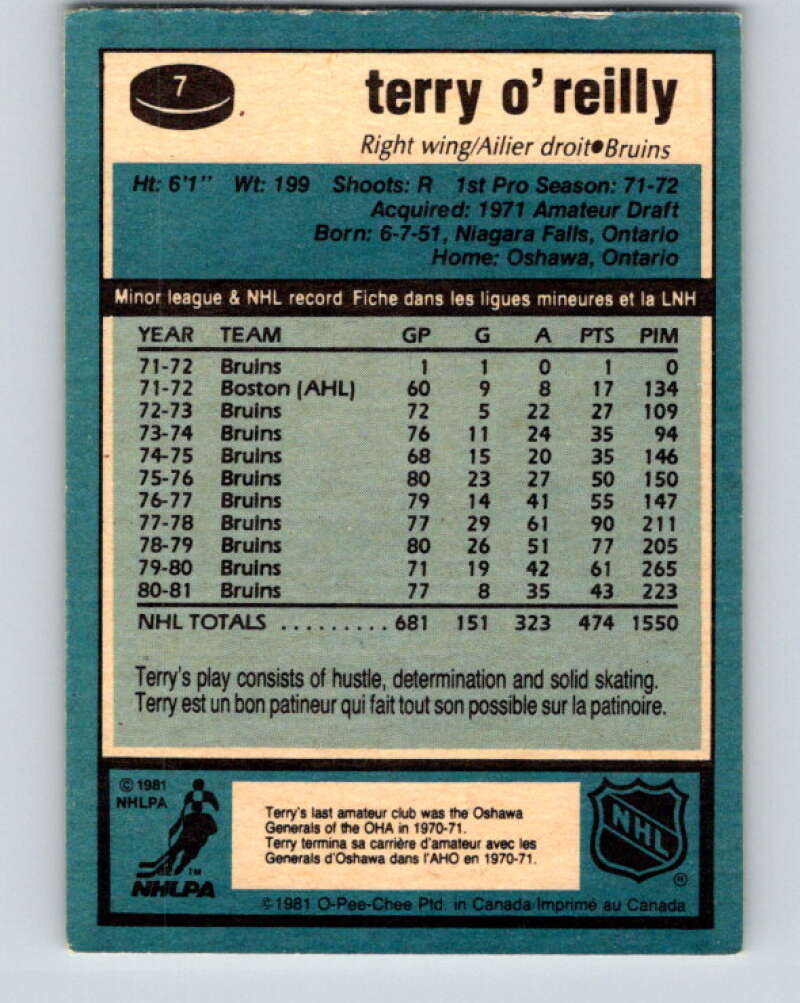 7
terry o'reilly
Right wing/Ailier droit●Bruins
Ht: 6'1" Wt: 199 Shoots: R 1st Pro Season: 71-72
Acquired: 1971 Amateur Draft
Born: 6-7-51, Niagara Falls, Ontario
Home: Oshawa, Ontario
Minor league & NHL record Fiche dans les ligues mineures et la LNH
YEAR TEAM GP G A PTS PIM
71-72 Bruins 1 1 0 1 0
71-72 Boston (AHL) 60 9 8 17 134
72-73 Bruins 72 5 22 27 109
73-74 Bruins 76 11 24 35 94
74-75 Bruins 68 15 20 35 146
75-76 Bruins 80 23 27 50 150
76-77 Bruins 79 14 41 55 147
77-78 Bruins 77 29 61 90 211
78-79 Bruins 80 26 51 77 205
79-80 Bruins 71 19 42 61 265
80-81 Bruins 77 8 35 43 223
NHL TOTALS ......... 681 151 323 474 1550
Terry's play consists of hustle, determination and solid skating.
Terry est un bon patineur qui fait tout son possible sur la patinoire.
© 1981
NHLPA
TM
NHLPA
Terry's last amateur club was the Oshawa
Generals of the OHA in 1970-71.
Terry termina sa carrière d'amateur avec les
Generals d'Oshawa dans l'AHO en 1970-71.
NHL
®
© 1981 O-Pee-Chee Ptd. in Canada/Imprimé au Canada